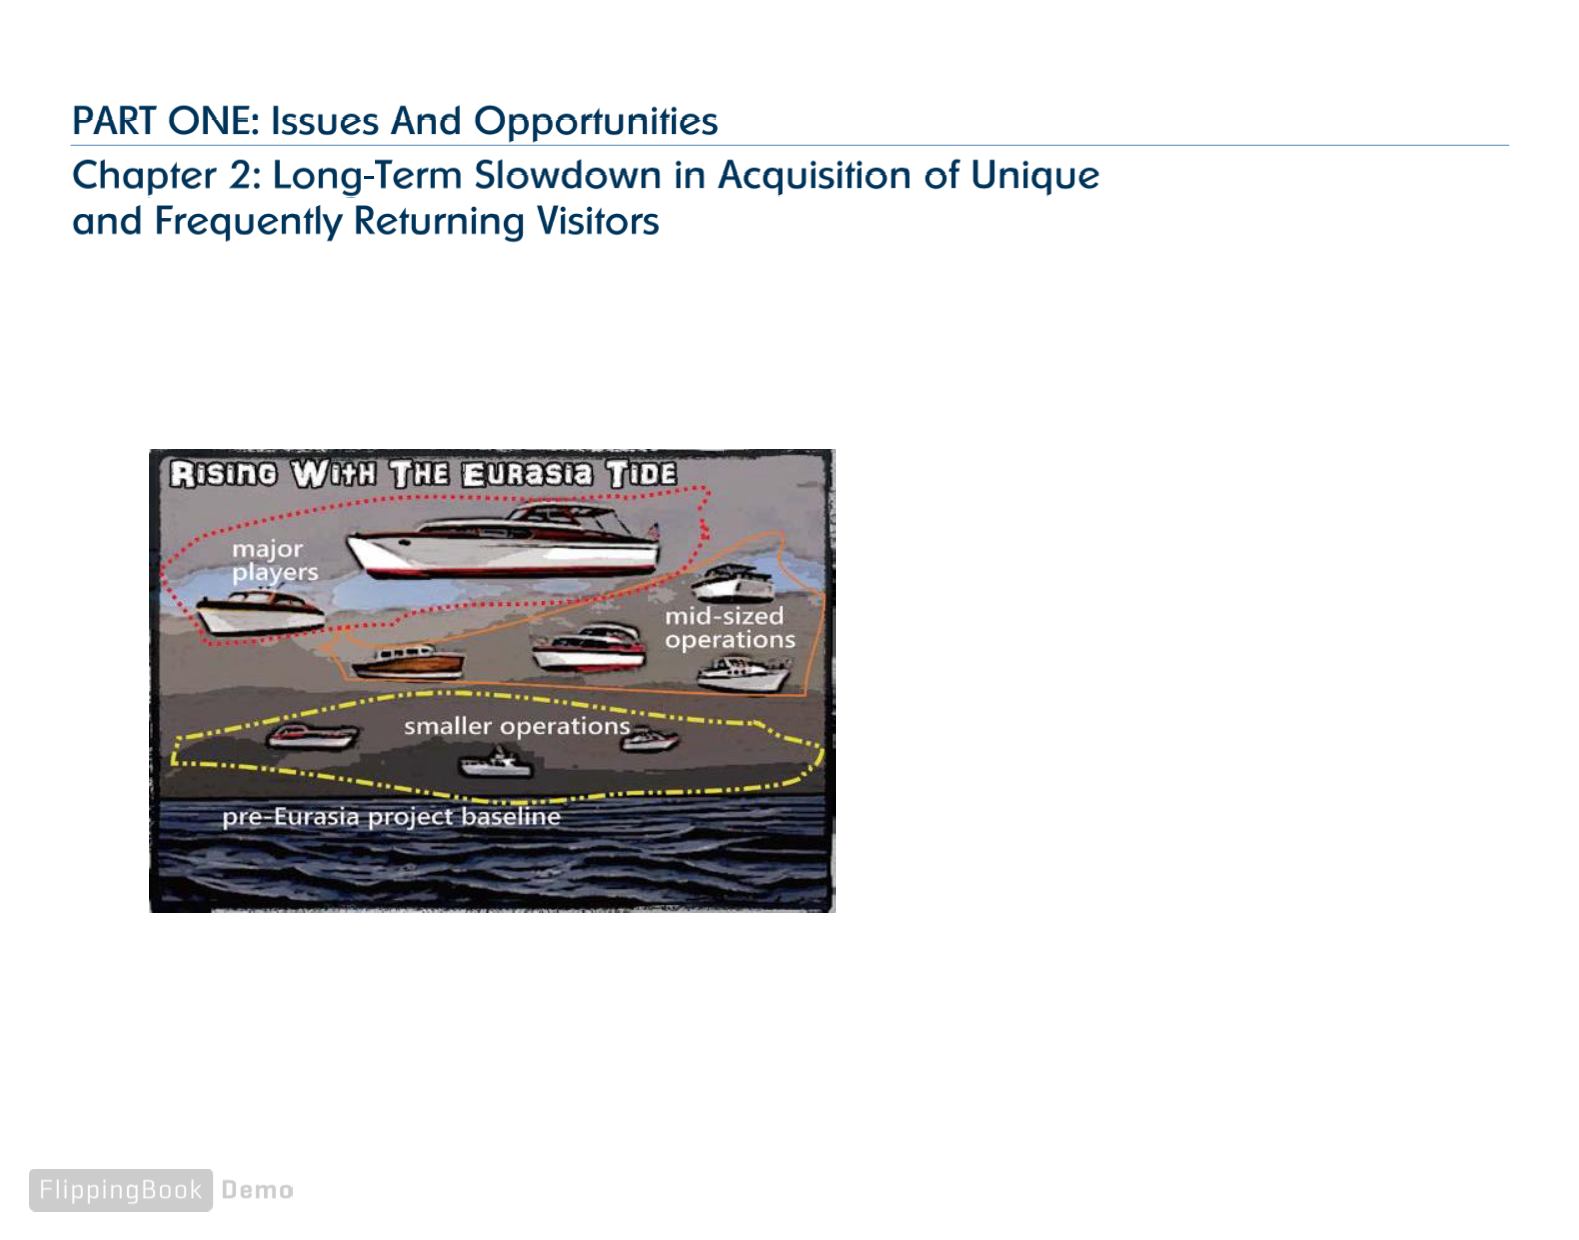 PART ONE: Issues And Opportunities
Chapter 2: Long-Term Slowdown in Acquisition of Unique
and Frequently Returning Visitors
RISING WITH THE EURASIA TIDE
major
players
mid-sized
operations
smaller operations
pre-Eurasia project baseline
FlippingBook Demo